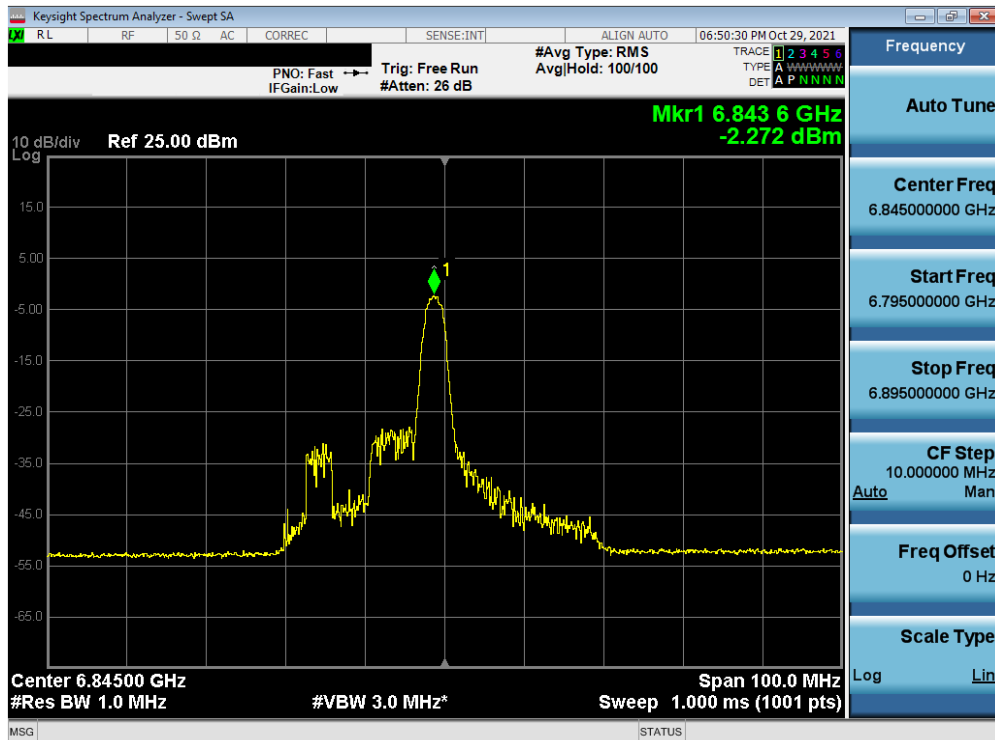 Keysight Spectrum Analyzer - Swept SA
LXI RL RF 50 Ω AC CORREC SENSE:INT ALIGN AUTO 06:50:30 PM Oct 29, 2021
PNO: Fast
IFGain:Low
Trig: Free Run
#Atten: 26 dB
#Avg Type: RMS
Avg|Hold: 100/100
TRACE 1 2 3 4 5 6
TYPE A WWWWW
DET A P N N N N
Mkr1 6.843 6 GHz
-2.272 dBm
10 dB/div Ref 25.00 dBm
Log
15.0
5.00
-5.00
-15.0
-25.0
-35.0
-45.0
-55.0
-65.0
1
Center 6.84500 GHz Span 100.0 MHz
#Res BW 1.0 MHz #VBW 3.0 MHz* Sweep 1.000 ms (1001 pts)
MSG STATUS
Frequency
Auto Tune
Center Freq
6.845000000 GHz
Start Freq
6.795000000 GHz
Stop Freq
6.895000000 GHz
CF Step
10.000000 MHz
Auto Man
Freq Offset
0 Hz
Scale Type
Log Lin